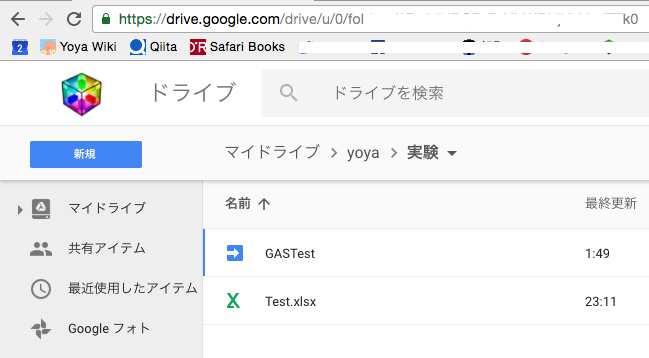 https://drive.google.com/drive/u/0/fol k0
2 Yoya Wiki Qiita Safari Books
ドライブ ドライブを検索
新規 マイドライブ > yoya > 実験
マイドライブ 名前 最終更新
共有アイテム GASTest 1:49
最近使用したアイテム Test.xlsx 23:11
Google フォト